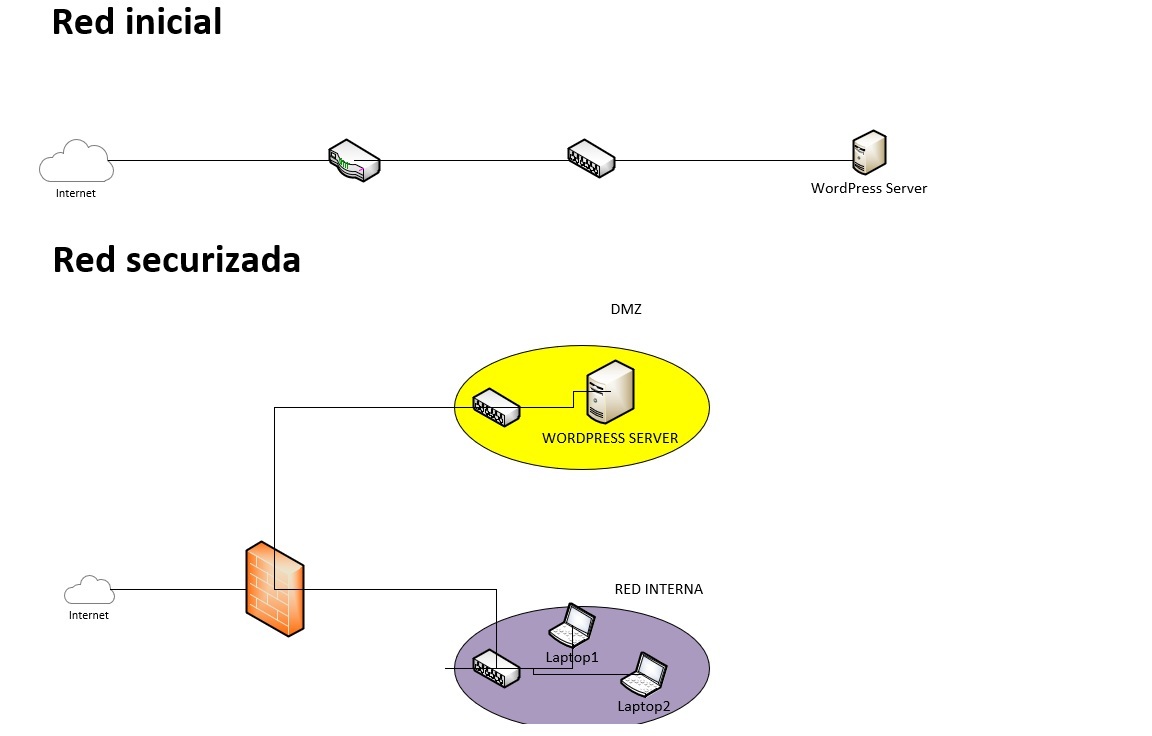 Red inicial
Internet
WordPress Server
Red securizada
DMZ
WORDPRESS SERVER
Internet
RED INTERNA
Laptop1
Laptop2